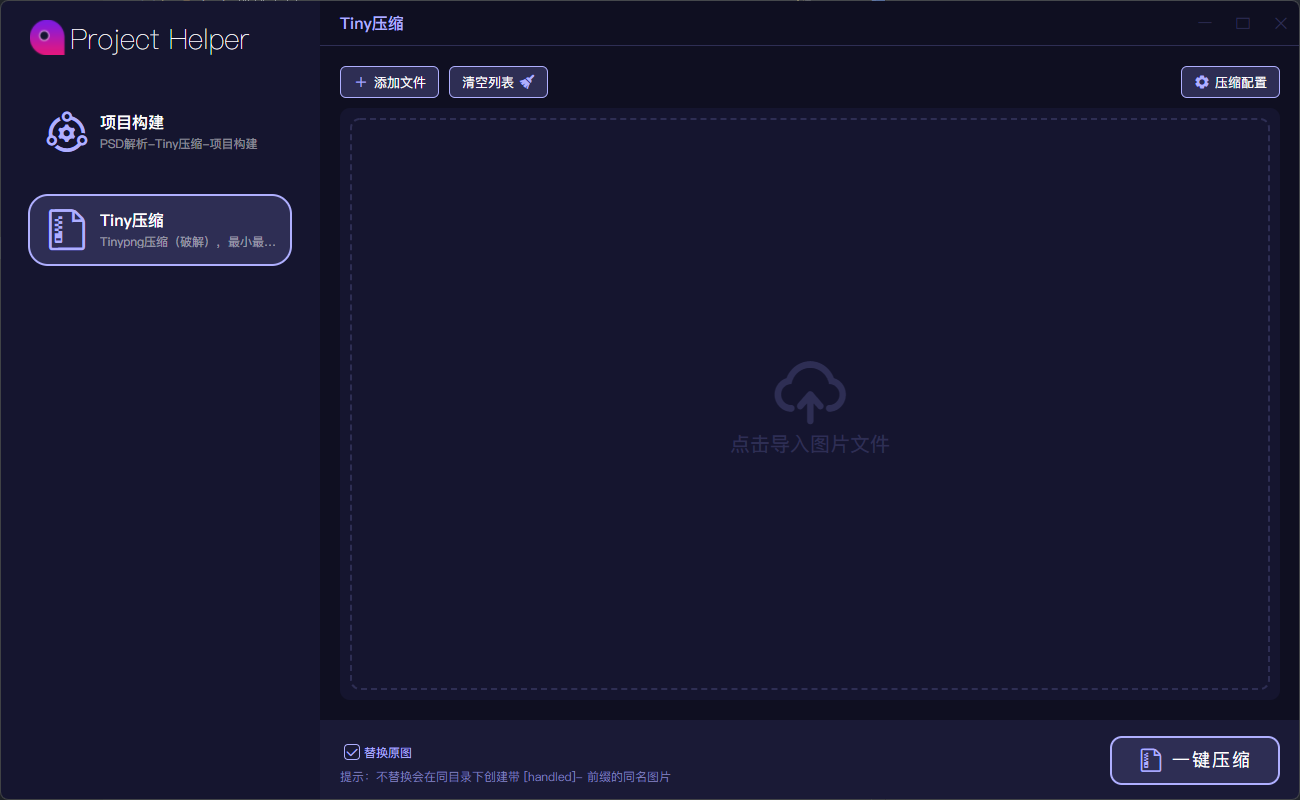 Project Helper
项目构建
PSD解析-Tiny压缩-项目构建
Tiny压缩
Tinypng压缩（破解），最小最...
Tiny压缩
添加文件
清空列表
压缩配置
点击导入图片文件
替换原图
提示：不替换会在同目录下创建带 [handled]- 前缀的同名图片
一键压缩